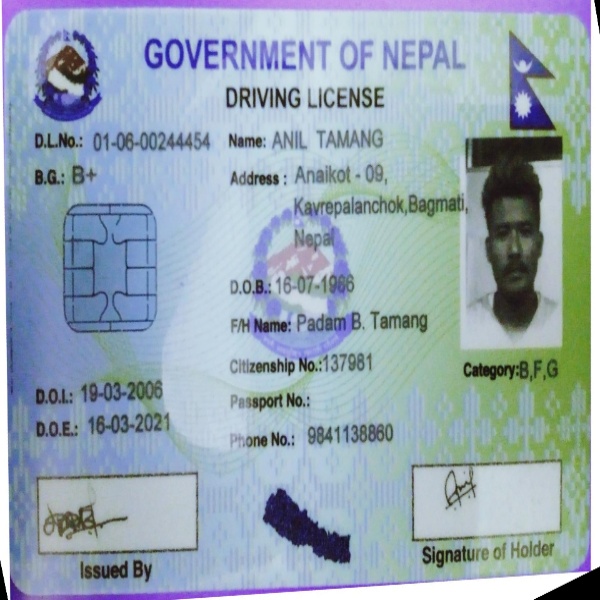 GOVERNMENT OF NEPAL
DRIVING LICENSE
D.L.No.: 01-06-00244454 Name: ANIL TAMANG
B.G.: B+ Address : Anaikot - 09,
Kavrepalanchok,Bagmati,
Nepal
D.O.B.: 16-07-1986
F/H Name: Padam B. Tamang
Citizenship No.:137981
Category:B,F,G
D.O.I.: 19-03-2006 Passport No.:
D.O.E.: 16-03-2021 Phone No.: 9841138860
Issued By
Signature of Holder